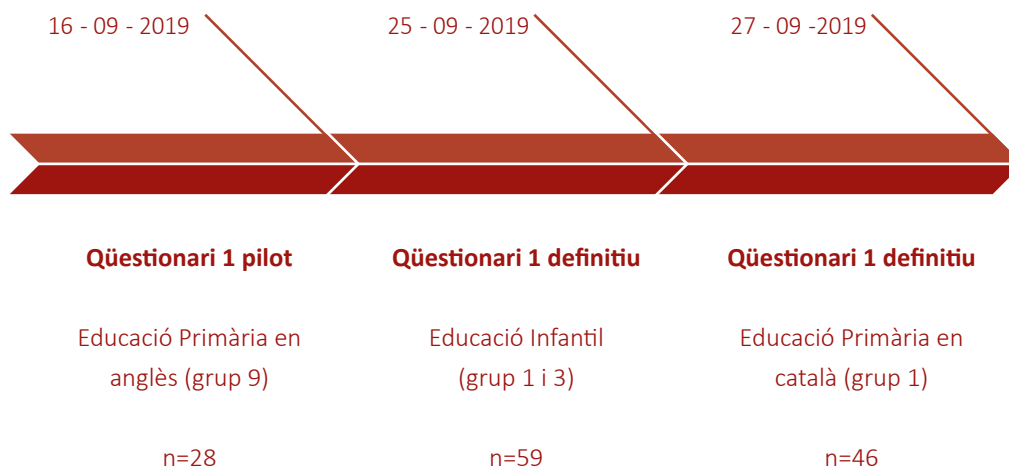 16 - 09 - 2019
25 - 09 - 2019
27 - 09 -2019
Qüestionari 1 pilot
Qüestionari 1 definitiu
Qüestionari 1 definitiu
Educació Primària en
anglès (grup 9)
Educació Infantil
(grup 1 i 3)
Educació Primària en
català (grup 1)
n=28
n=59
n=46